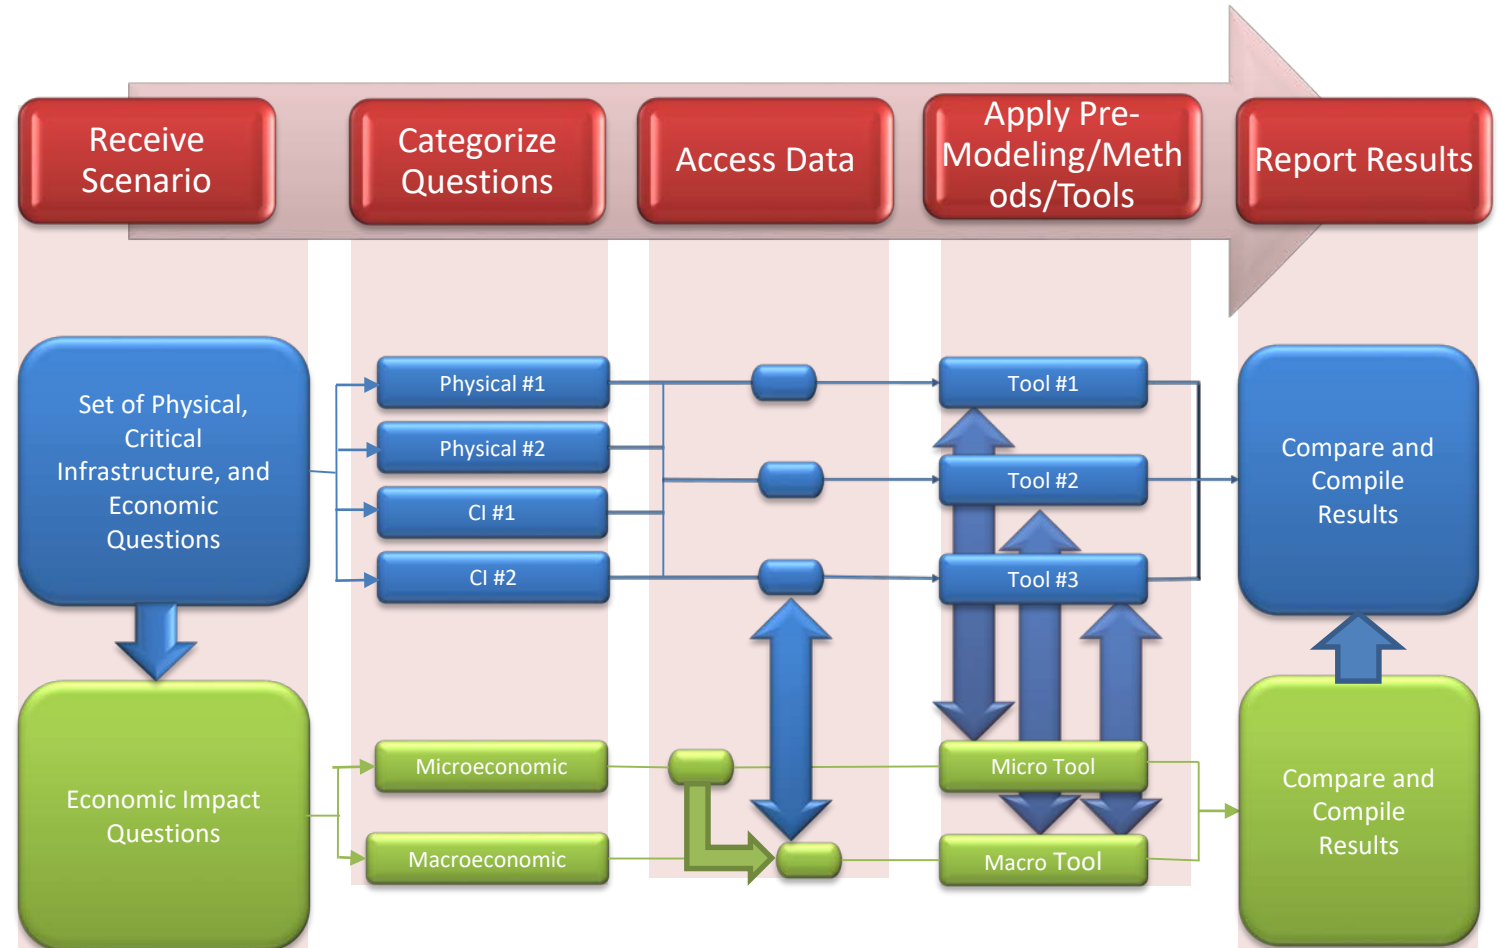 Receive
Scenario
Categorize
Questions
Access Data
Apply Pre-
Modeling/Meth
ods/Tools
Report Results
Set of Physical,
Critical
Infrastructure, and
Economic
Questions
Physical #1
Physical #2
CI #1
CI #2
Tool #1
Tool #2
Tool #3
Compare and
Compile
Results
Economic Impact
Questions
Microeconomic
Macroeconomic
Micro Tool
Macro Tool
Compare and
Compile
Results